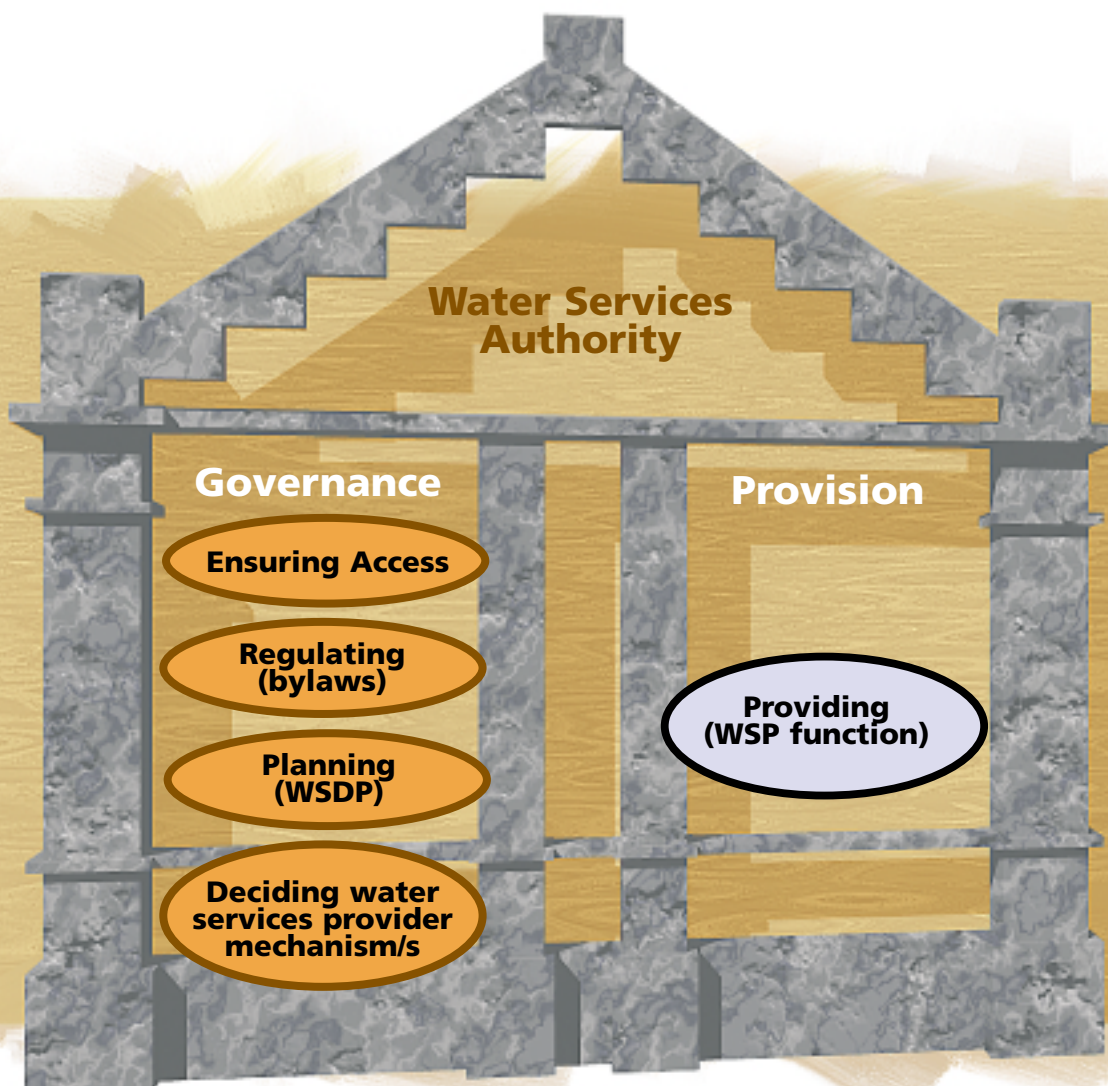 Water Services
Authority
Governance
Ensuring Access
Regulating
(bylaws)
Planning
(WSDP)
Deciding water
services provider
mechanism/s
Provision
Providing
(WSP function)